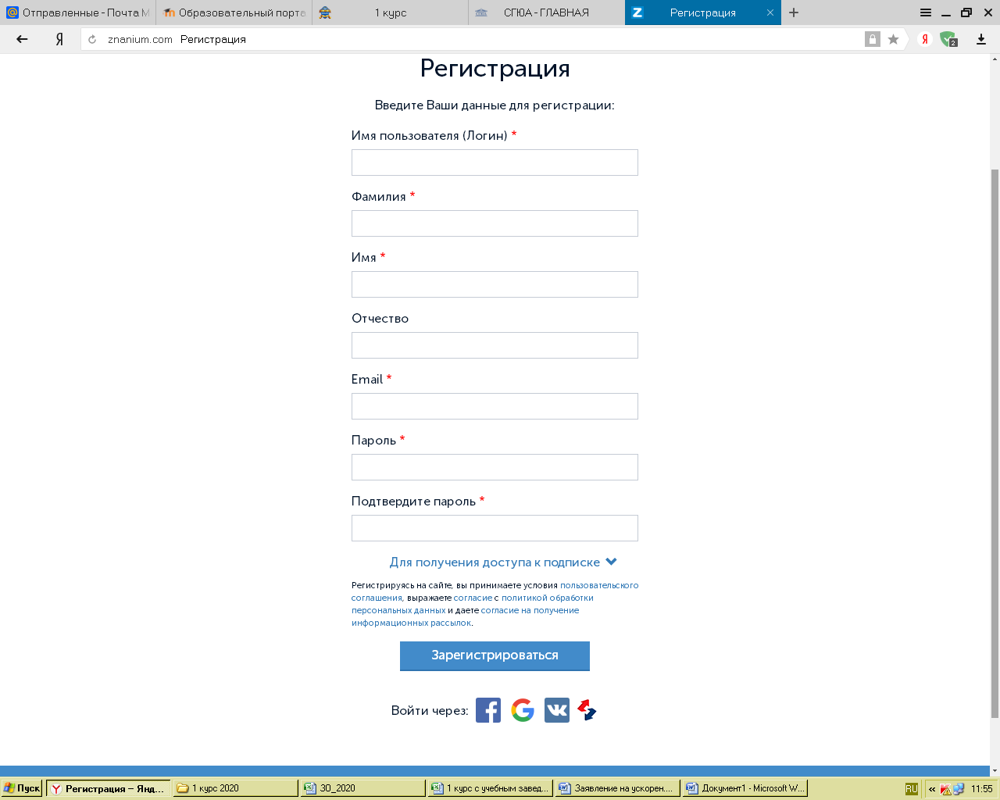 Отправленные - Почта M
Образовательный порта
1 курс
СГЮА - ГЛАВНАЯ
Регистрация
znanium.com Регистрация
2
Регистрация
Введите Ваши данные для регистрации:
Имя пользователя (Логин) *
Фамилия *
Имя *
Отчество
Email *
Пароль *
Подтвердите пароль *
Для получения доступа к подписке
Регистрируясь на сайте, вы принимаете условия пользовательского
соглашения, выражаете согласие с политикой обработки
персональных данных и даете согласие на получение
информационных рассылок.
Зарегистрироваться
Войти через:
Пуск
Регистрация – Янд...
1 курс 2020
ЗО_2020
1 курс с учебным завед...
Заявление на ускорен....
Документ1 - Microsoft W...
RU
11:55